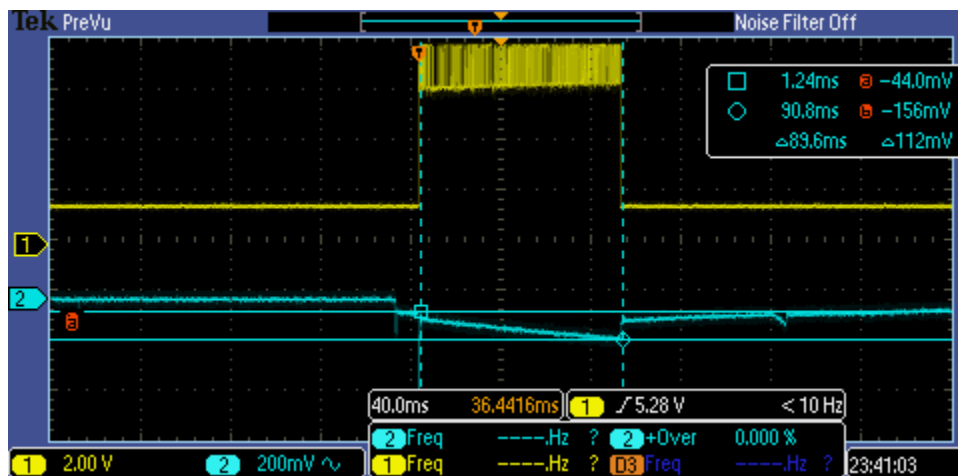 Tek PreVu
Noise Filter Off
1.24ms a -44.0mV
90.8ms b -156mV
△89.6ms △112mV
1
2
a
40.0ms 36.4416ms
1 5.28 V < 10 Hz
2 Freq ----.Hz ? 2 +Over 0.000 %
1 2.00 V 2 200mV 1 Freq ----.Hz ? D3 Freq ----.Hz ? 23:41:03